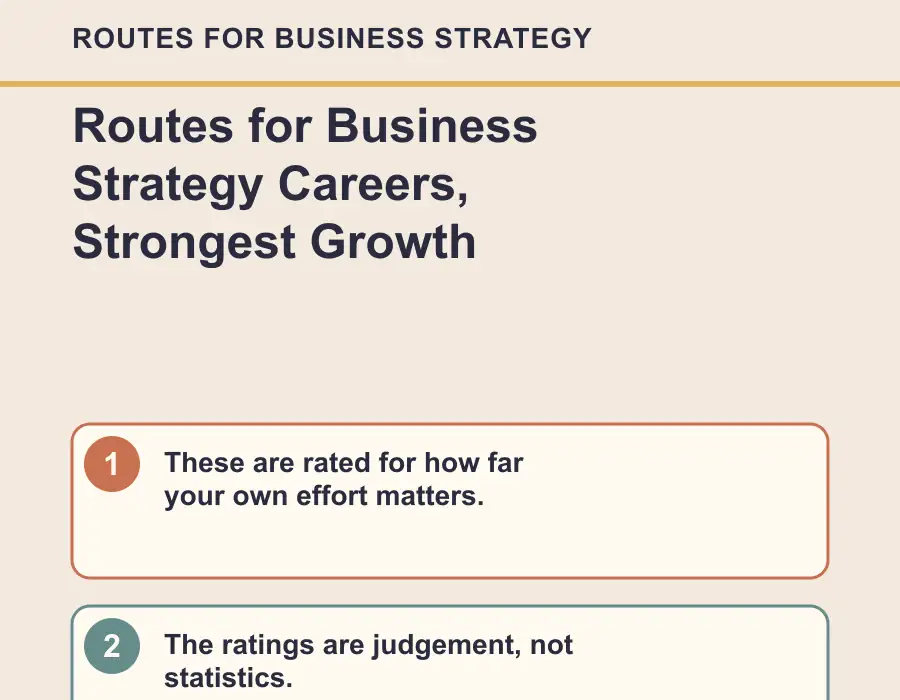 ROUTES FOR BUSINESS STRATEGY
Routes for Business
Strategy Careers,
Strongest Growth
1
These are rated for how far
your own effort matters.
2
The ratings are judgement, not
statistics.